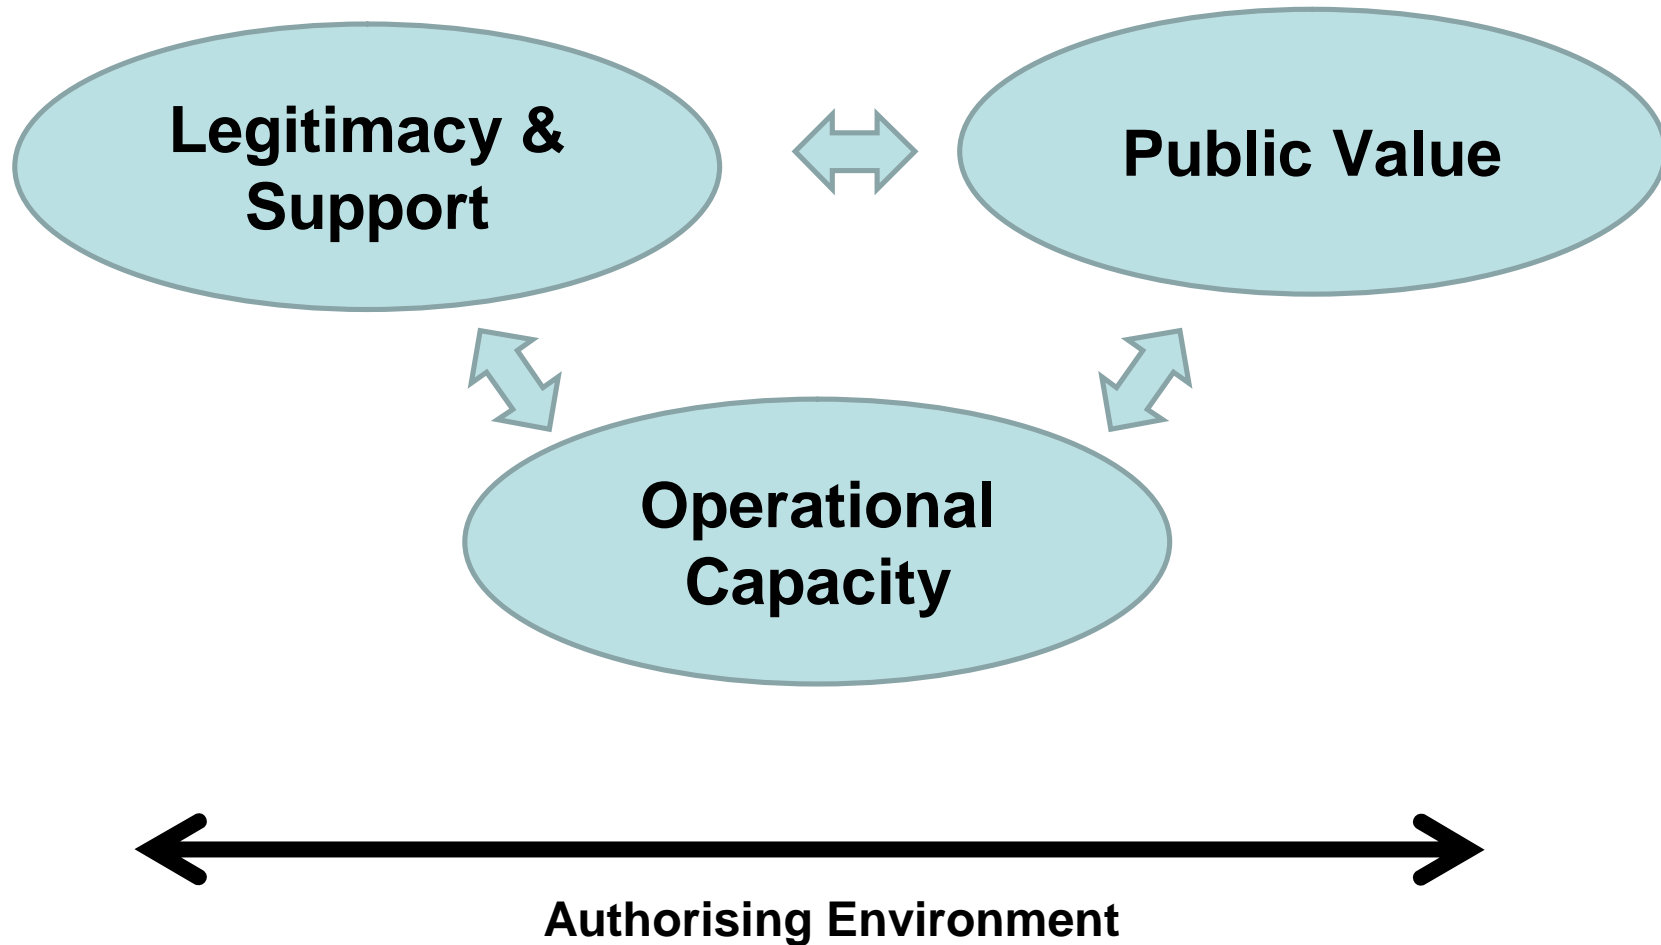 Legitimacy &
Support
Public Value
Operational
Capacity
Authorising Environment